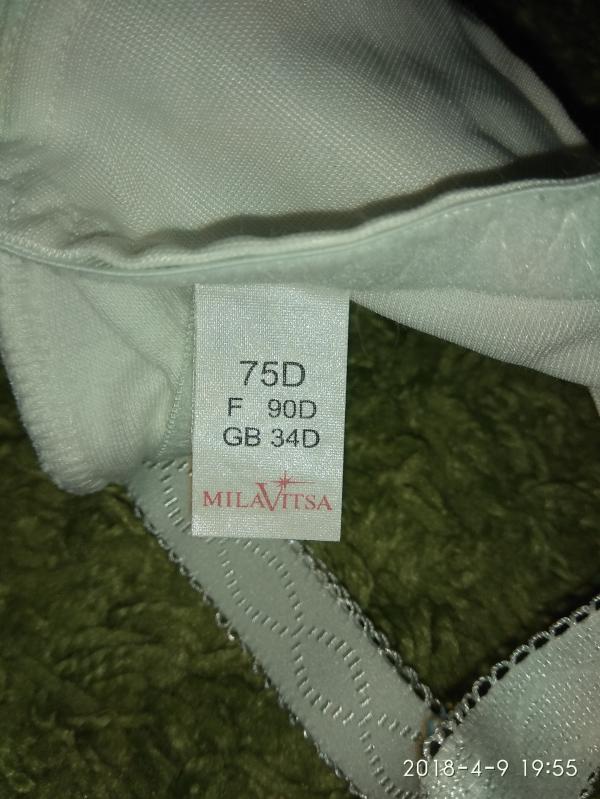 75D
F 90D
GB 34D
MILAVITSA
2018-4-9 19:55